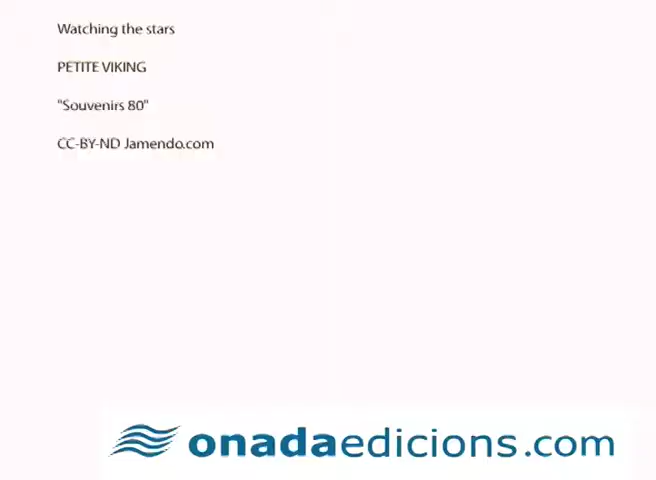 Watching the stars
PETITE VIKING
"Souvenirs 80"
CC-BY-ND Jamendo.com
onadaedicions.com